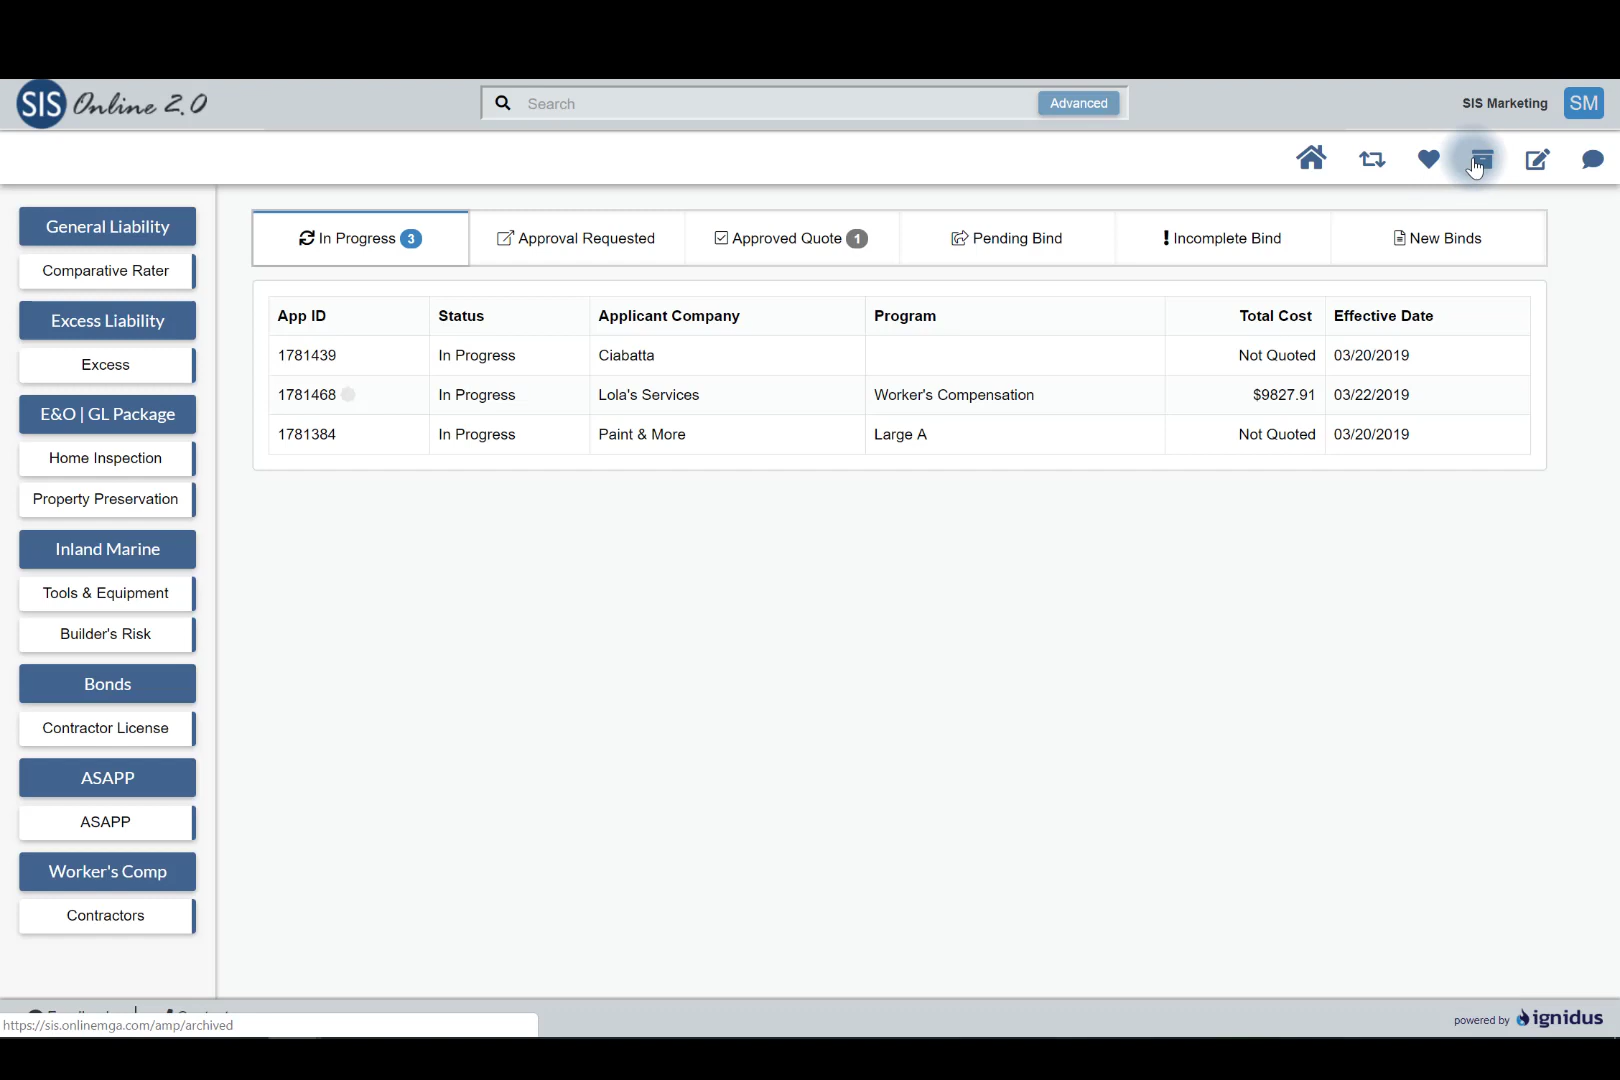 SIS Online 2.0
Search
Advanced
SIS Marketing
SM
General Liability
Comparative Rater
Excess Liability
Excess
E&O | GL Package
Home Inspection
Property Preservation
Inland Marine
Tools & Equipment
Builder's Risk
Bonds
Contractor License
ASAPP
ASAPP
Worker's Comp
Contractors
In Progress 3
Approval Requested
Approved Quote 1
Pending Bind
Incomplete Bind
New Binds
App ID Status Applicant Company Program Total Cost Effective Date
1781439 In Progress Ciabatta Not Quoted 03/20/2019
1781468 In Progress Lola's Services Worker's Compensation $9827.91 03/22/2019
1781384 In Progress Paint & More Large A Not Quoted 03/20/2019
https://sis.onlinemga.com/amp/archived
powered by ignidus